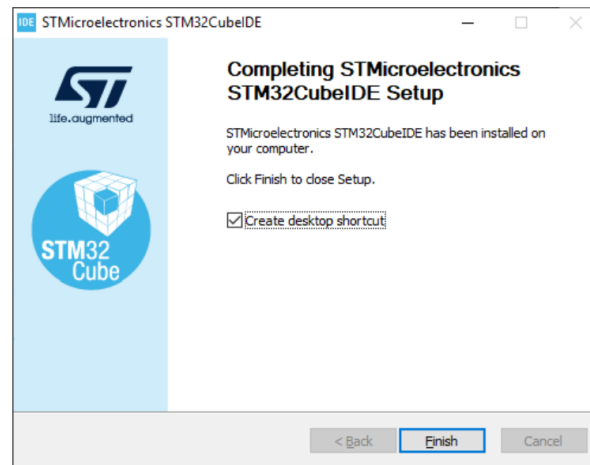 IDE STMicroelectronics STM32CubeIDE
ST
life.augmented
STM32
Cube
Completing STMicroelectronics
STM32CubeIDE Setup
STMicroelectronics STM32CubeIDE has been installed on
your computer.
Click Finish to close Setup.
Create desktop shortcut
< Back
Finish
Cancel